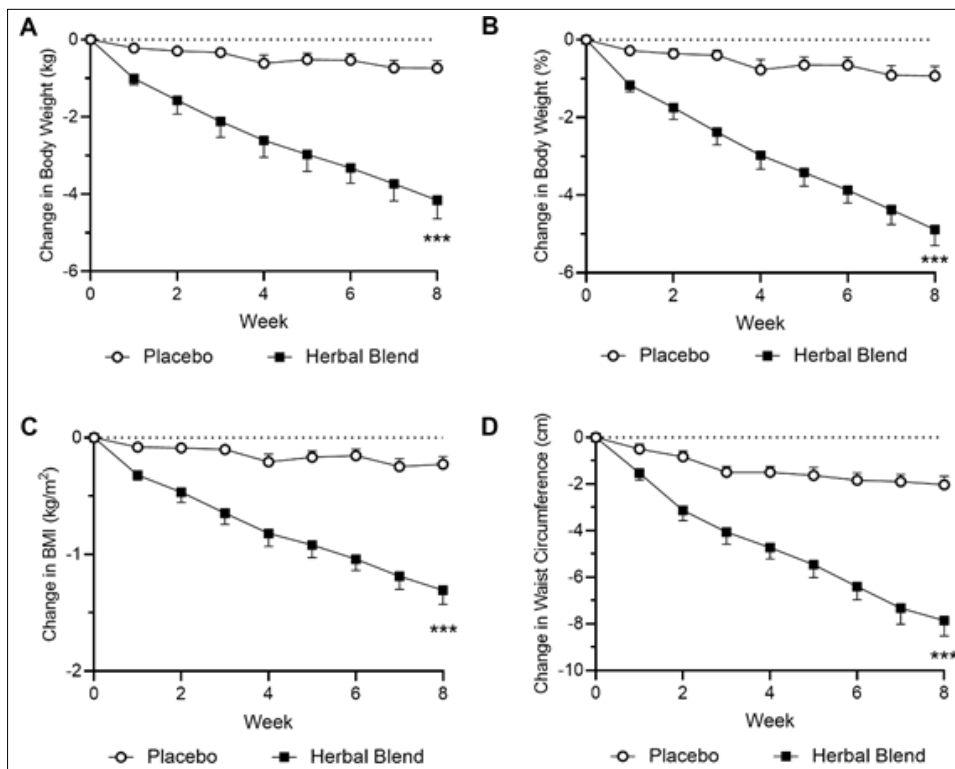 A
Change in Body Weight (kg)
0
-2
-4
-6
***
0 2 4 6 8
Week
Placebo Herbal Blend
B
Change in Body Weight (%)
0
-2
-4
-6
***
0 2 4 6 8
Week
Placebo Herbal Blend
C
Change in BMI (kg/m²)
0
-1
-2
***
0 2 4 6 8
Week
Placebo Herbal Blend
D
Change in Waist Circumference (cm)
0
-2
-4
-6
-8
-10
***
0 2 4 6 8
Week
Placebo Herbal Blend